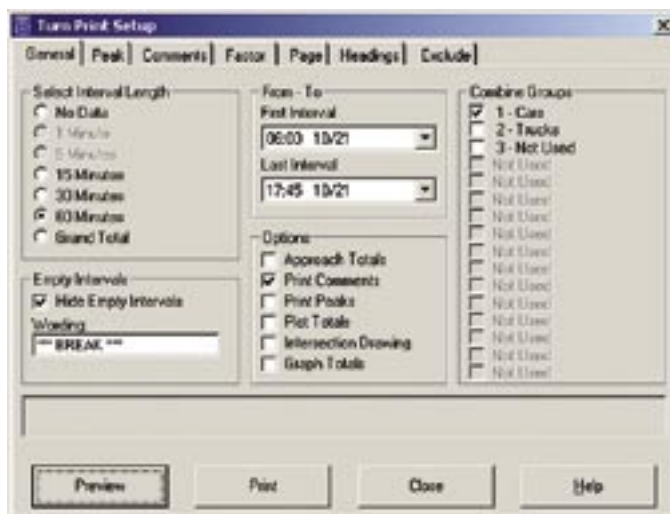 Turn Print Setup
General Peak Comments Factor Page Headings Exclude
Select Interval Length
No Data
1 Minute
5 Minutes
15 Minutes
30 Minutes
60 Minutes
Grand Total
Empty Intervals
Hide Empty Intervals
Wording
*** BREAK ***
From - To
First Interval
06:00 10/21
Last Interval
17:45 10/21
Options
Approach Totals
Print Comments
Print Peaks
Plot Totals
Intersection Drawing
Graph Totals
Combine Groups
1 - Cars
2 - Trucks
3 - Not Used
Not Used
Not Used
Not Used
Not Used
Not Used
Not Used
Not Used
Not Used
Not Used
Not Used
Not Used
Not Used
Preview Print Close Help